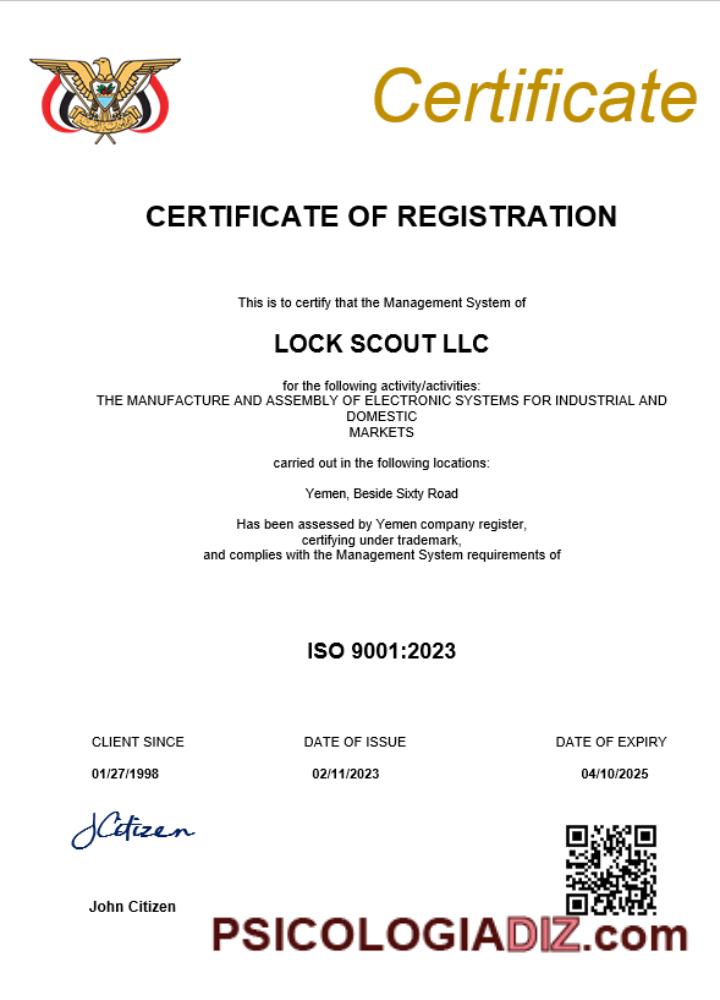 Certificate
CERTIFICATE OF REGISTRATION
This is to certify that the Management System of
LOCK SCOUT LLC
for the following activity/activities:
THE MANUFACTURE AND ASSEMBLY OF ELECTRONIC SYSTEMS FOR INDUSTRIAL AND
DOMESTIC
MARKETS
carried out in the following locations:
Yemen, Beside Sixty Road
Has been assessed by Yemen company register,
certifying under trademark,
and complies with the Management System requirements of
ISO 9001:2023
CLIENT SINCE DATE OF ISSUE DATE OF EXPIRY
01/27/1998 02/11/2023 04/10/2025
JCitizen
John Citizen
PSICOLOGIADIZ.com